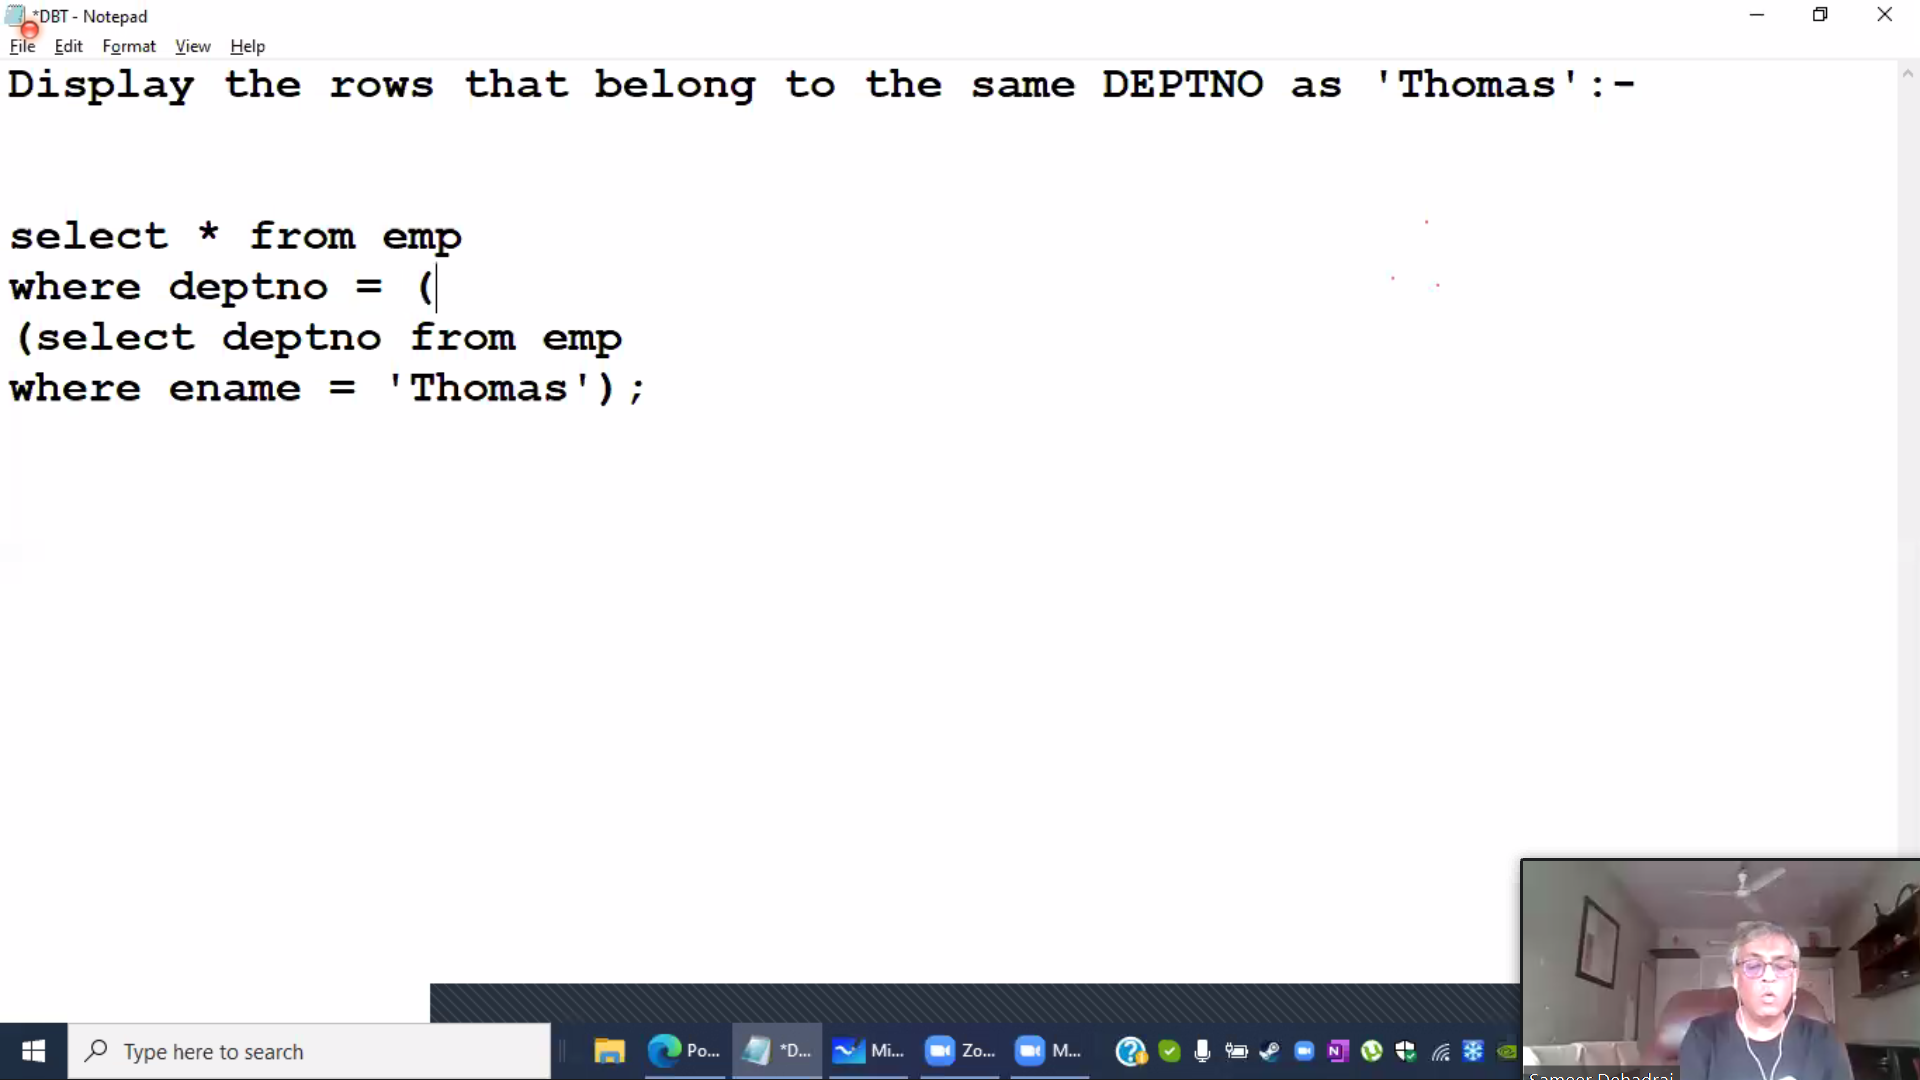 *DBT - Notepad
File Edit Format View Help
Display the rows that belong to the same DEPTNO as 'Thomas':-
select * from emp
where deptno = (
(select deptno from emp
where ename = 'Thomas');
Type here to search
Po...
*D...
Mi...
Zo...
M...
Sameer Dehadrai